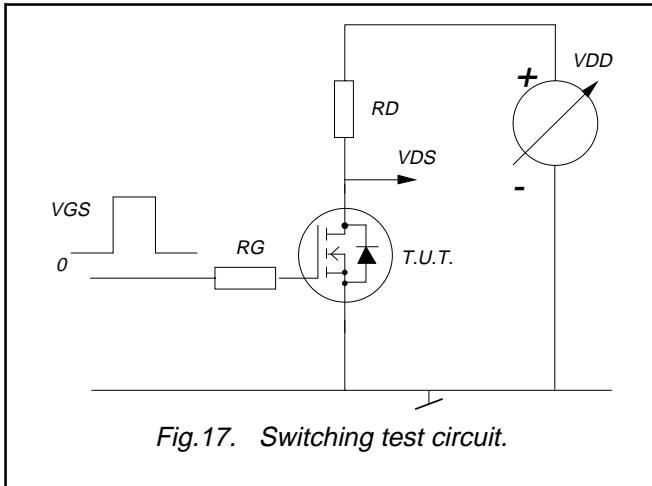 +
VDD
RD
VDS
-
VGS
RG
T.U.T.
0
Fig.17. Switching test circuit.